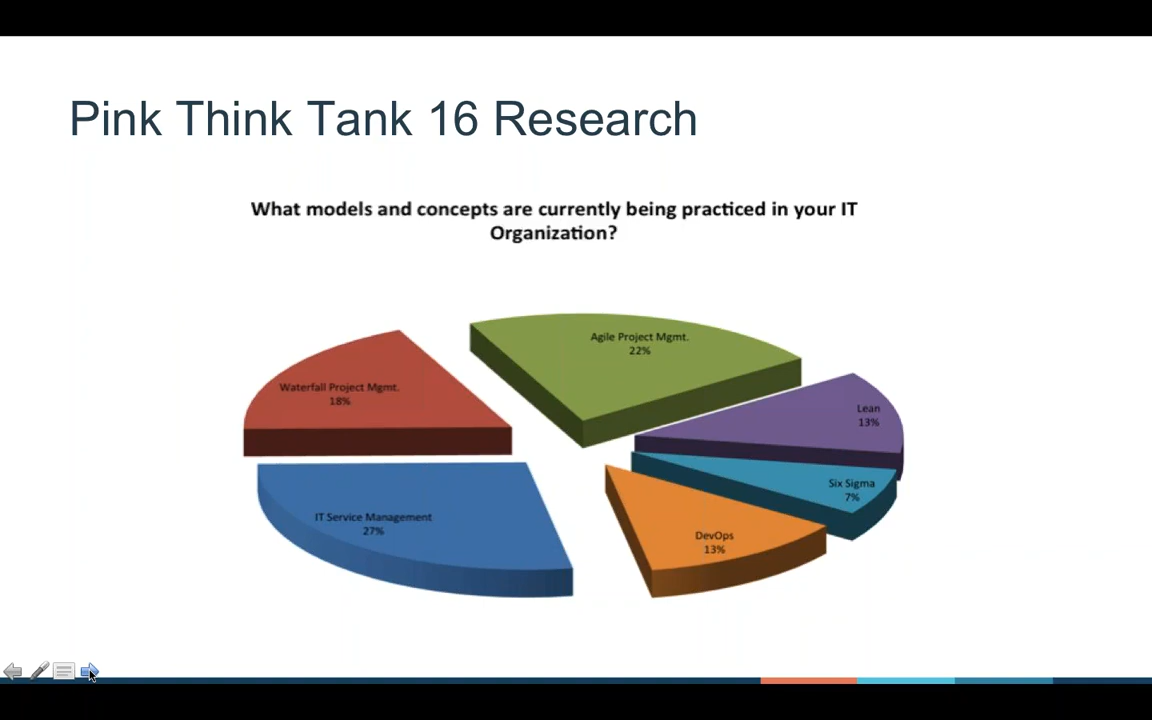 Pink Think Tank 16 Research
What models and concepts are currently being practiced in your IT
Organization?
Agile Project Mgmt.
22%
Waterfall Project Mgmt.
18%
Lean
13%
Six Sigma
7%
IT Service Management
27%
DevOps
13%